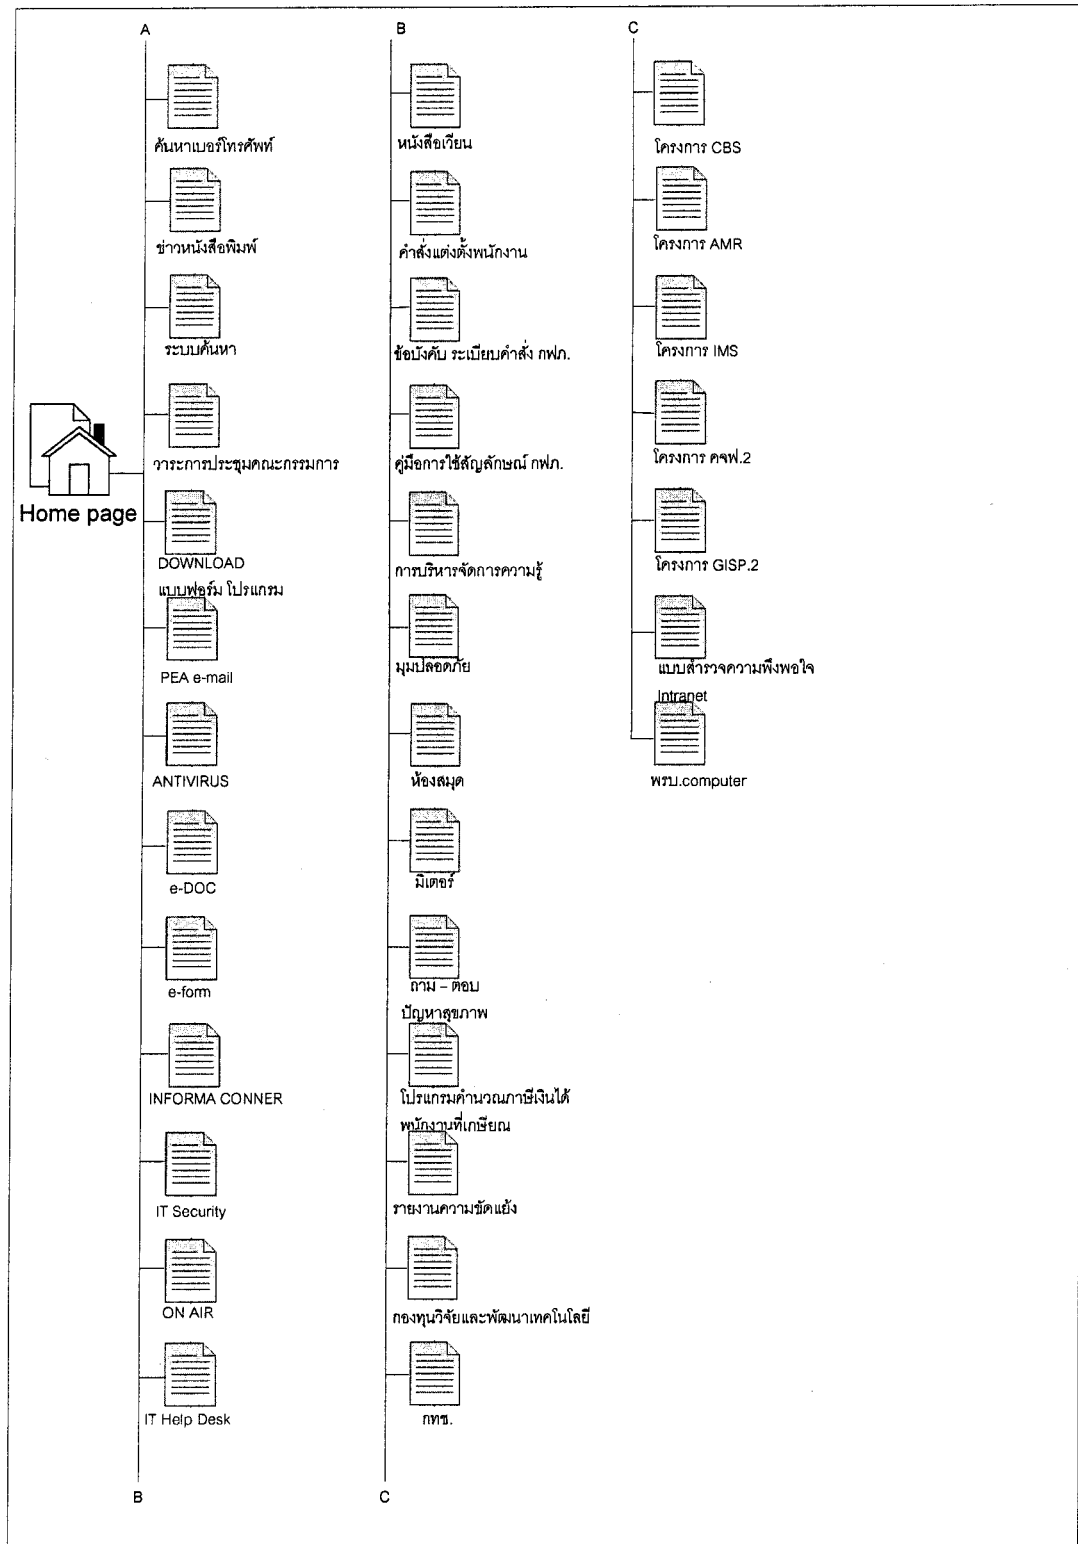 A
ค้นหาเบอร์โทรศัพท์
ข่าวหนังสือพิมพ์
ระบบค้นหา
วาระการประชุมคณะกรรมการ
Home page
DOWNLOAD
แบบฟอร์ม โปรแกรม
PEA e-mail
ANTIVIRUS
e-DOC
e-form
INFORMA CONNER
IT Security
ON AIR
IT Help Desk
B
B
หนังสือเวียน
คำสั่งแต่งตั้งพนักงาน
ข้อบังคับ ระเบียบคำสั่ง กฟภ.
คู่มือการใช้สัญลักษณ์ กฟภ.
การบริหารจัดการความรู้
มุมปลอดภัย
ห้องสมุด
มิเตอร์
ถาม – ตอบ
ปัญหาสุขภาพ
โปรแกรมคำนวณภาษีเงินได้
พนักงานที่เกษียณ
รายงานความขัดแย้ง
กองทุนวิจัยและพัฒนาเทคโนโลยี
กทช.
C
C
โครงการ CBS
โครงการ AMR
โครงการ IMS
โครงการ คจฟ.2
โครงการ GISP.2
แบบสำรวจความพึงพอใจ
Intranet
พรบ.computer